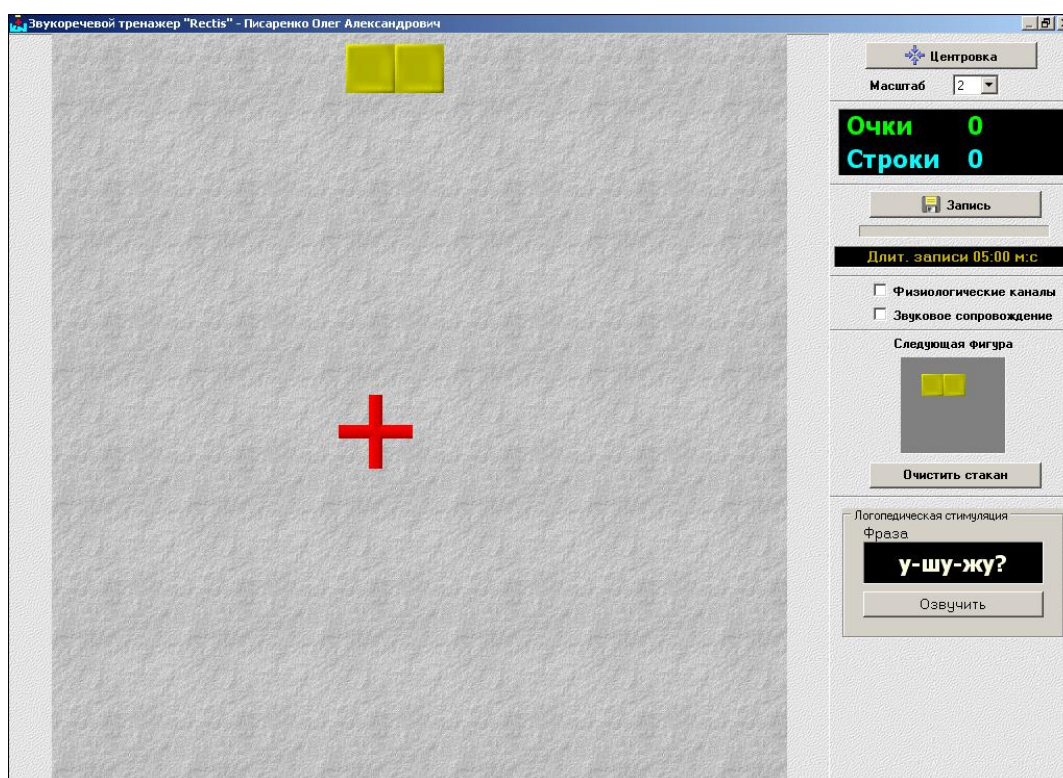 Звукоречевой тренажер "Rectis" - Писаренко Олег Александрович
Центровка
Масштаб 2
Очки 0
Строки 0
Запись
Длит. записи 05:00 м:с
Физиологические каналы
Звуковое сопровождение
Следующая фигура
Очистить стакан
Логопедическая стимуляция
Фраза
у-шу-жу?
Озвучить